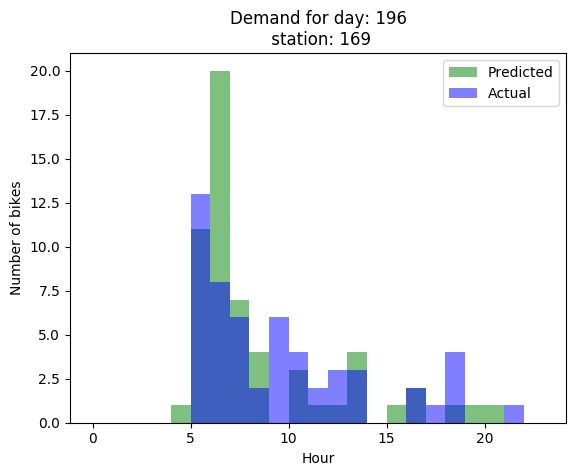 Demand for day: 196
station: 169
20.0
17.5
15.0
12.5
10.0
7.5
5.0
2.5
0.0
Number of bikes
Predicted
Actual
0 5 10 15 20
Hour